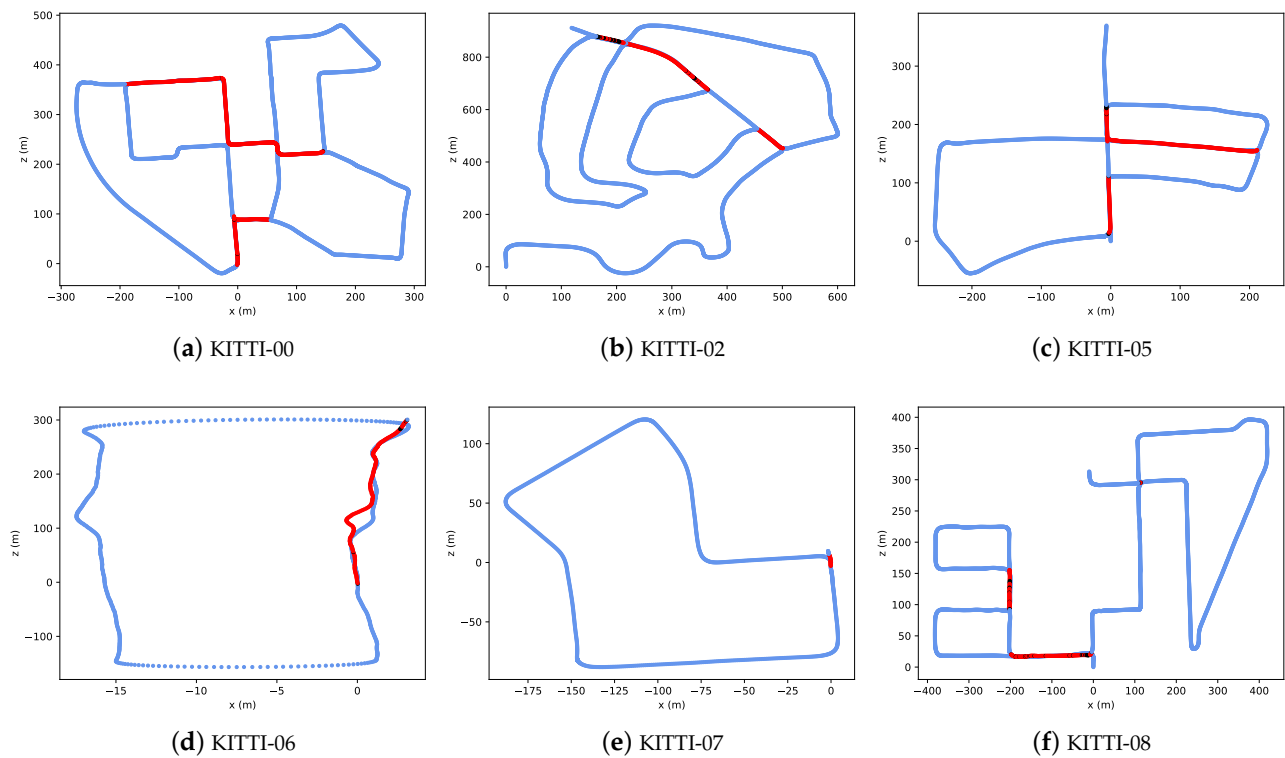 500
400
300
200
100
0
z (m)
−300 −200 −100 0 100 200 300
x (m)
(a) KITTI-00
800
600
400
200
0
z (m)
0 100 200 300 400 500 600
x (m)
(b) KITTI-02
300
200
100
0
z (m)
−200 −100 0 100 200
x (m)
(c) KITTI-05
300
200
100
0
−100
z (m)
−15 −10 −5 0
x (m)
(d) KITTI-06
100
50
0
−50
z (m)
−175 −150 −125 −100 −75 −50 −25 0
x (m)
(e) KITTI-07
400
350
300
250
200
150
100
50
0
z (m)
−400 −300 −200 −100 0 100 200 300 400
x (m)
(f) KITTI-08